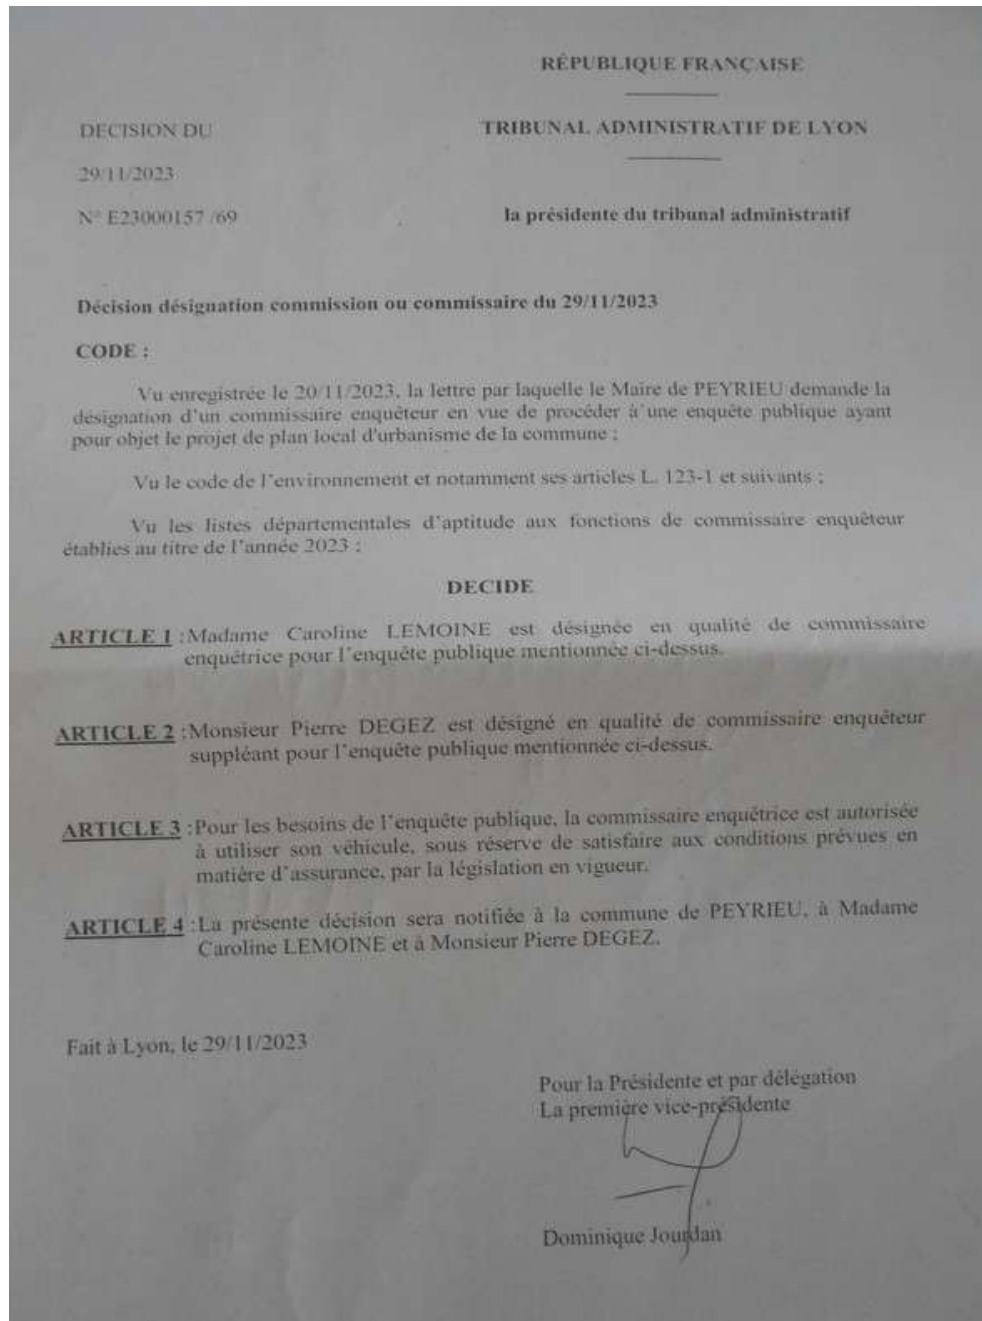 RÉPUBLIQUE FRANÇAISE
DECISION DU
TRIBUNAL ADMINISTRATIF DE LYON
29/11/2023
N° E23000157 /69
la présidente du tribunal administratif
Décision désignation commission ou commissaire du 29/11/2023
CODE :
Vu enregistrée le 20/11/2023, la lettre par laquelle le Maire de PEYRIEU demande la
désignation d'un commissaire enquêteur en vue de procéder à une enquête publique ayant
pour objet le projet de plan local d'urbanisme de la commune ;
Vu le code de l'environnement et notamment ses articles L. 123-1 et suivants ;
Vu les listes départementales d'aptitude aux fonctions de commissaire enquêteur
établies au titre de l'année 2023 ;
DECIDE
ARTICLE 1 :Madame Caroline LEMOINE est désignée en qualité de commissaire
enquêtrice pour l'enquête publique mentionnée ci-dessus.
ARTICLE 2 :Monsieur Pierre DEGEZ est désigné en qualité de commissaire enquêteur
suppléant pour l'enquête publique mentionnée ci-dessus.
ARTICLE 3 :Pour les besoins de l'enquête publique, la commissaire enquêtrice est autorisée
à utiliser son véhicule, sous réserve de satisfaire aux conditions prévues en
matière d'assurance, par la législation en vigueur.
ARTICLE 4 :La présente décision sera notifiée à la commune de PEYRIEU, à Madame
Caroline LEMOINE et à Monsieur Pierre DEGEZ.
Fait à Lyon, le 29/11/2023
Pour la Présidente et par délégation
La première vice-présidente
Dominique Jourdan